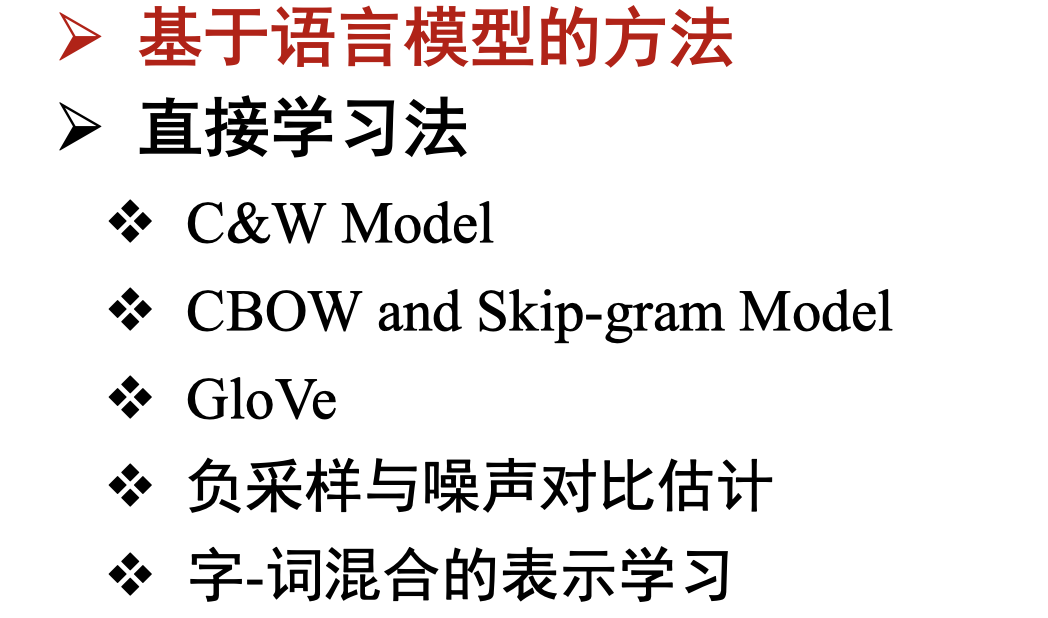 基于语言模型的方法
直接学习法
C&W Model
CBOW and Skip-gram Model
GloVe
负采样与噪声对比估计
字-词混合的表示学习